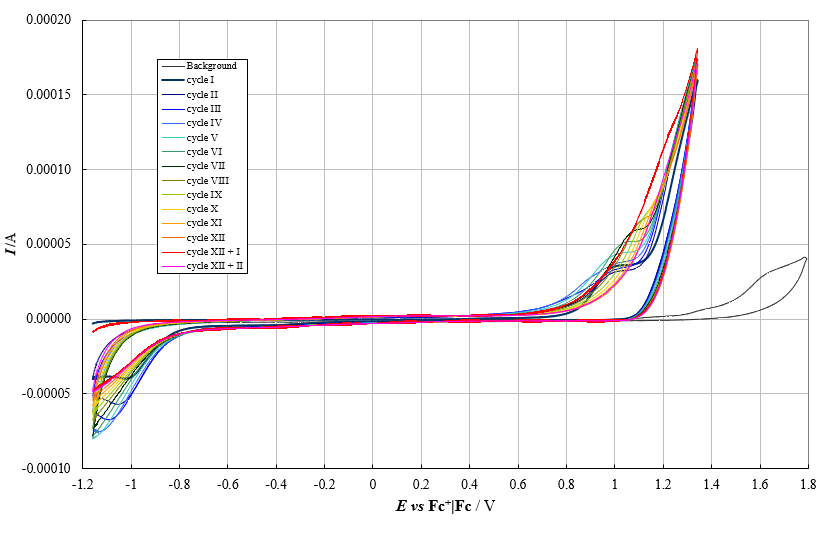 0.00020
0.00015
0.00010
0.00005
0.00000
-0.00005
-0.00010
I/A
Background
cycle I
cycle II
cycle III
cycle IV
cycle V
cycle VI
cycle VII
cycle VIII
cycle IX
cycle X
cycle XI
cycle XII
cycle XII + I
cycle XII + II
-1.2 -1 -0.8 -0.6 -0.4 -0.2 0 0.2 0.4 0.6 0.8 1 1.2 1.4 1.6 1.8
E vs Fc⁺|Fc / V